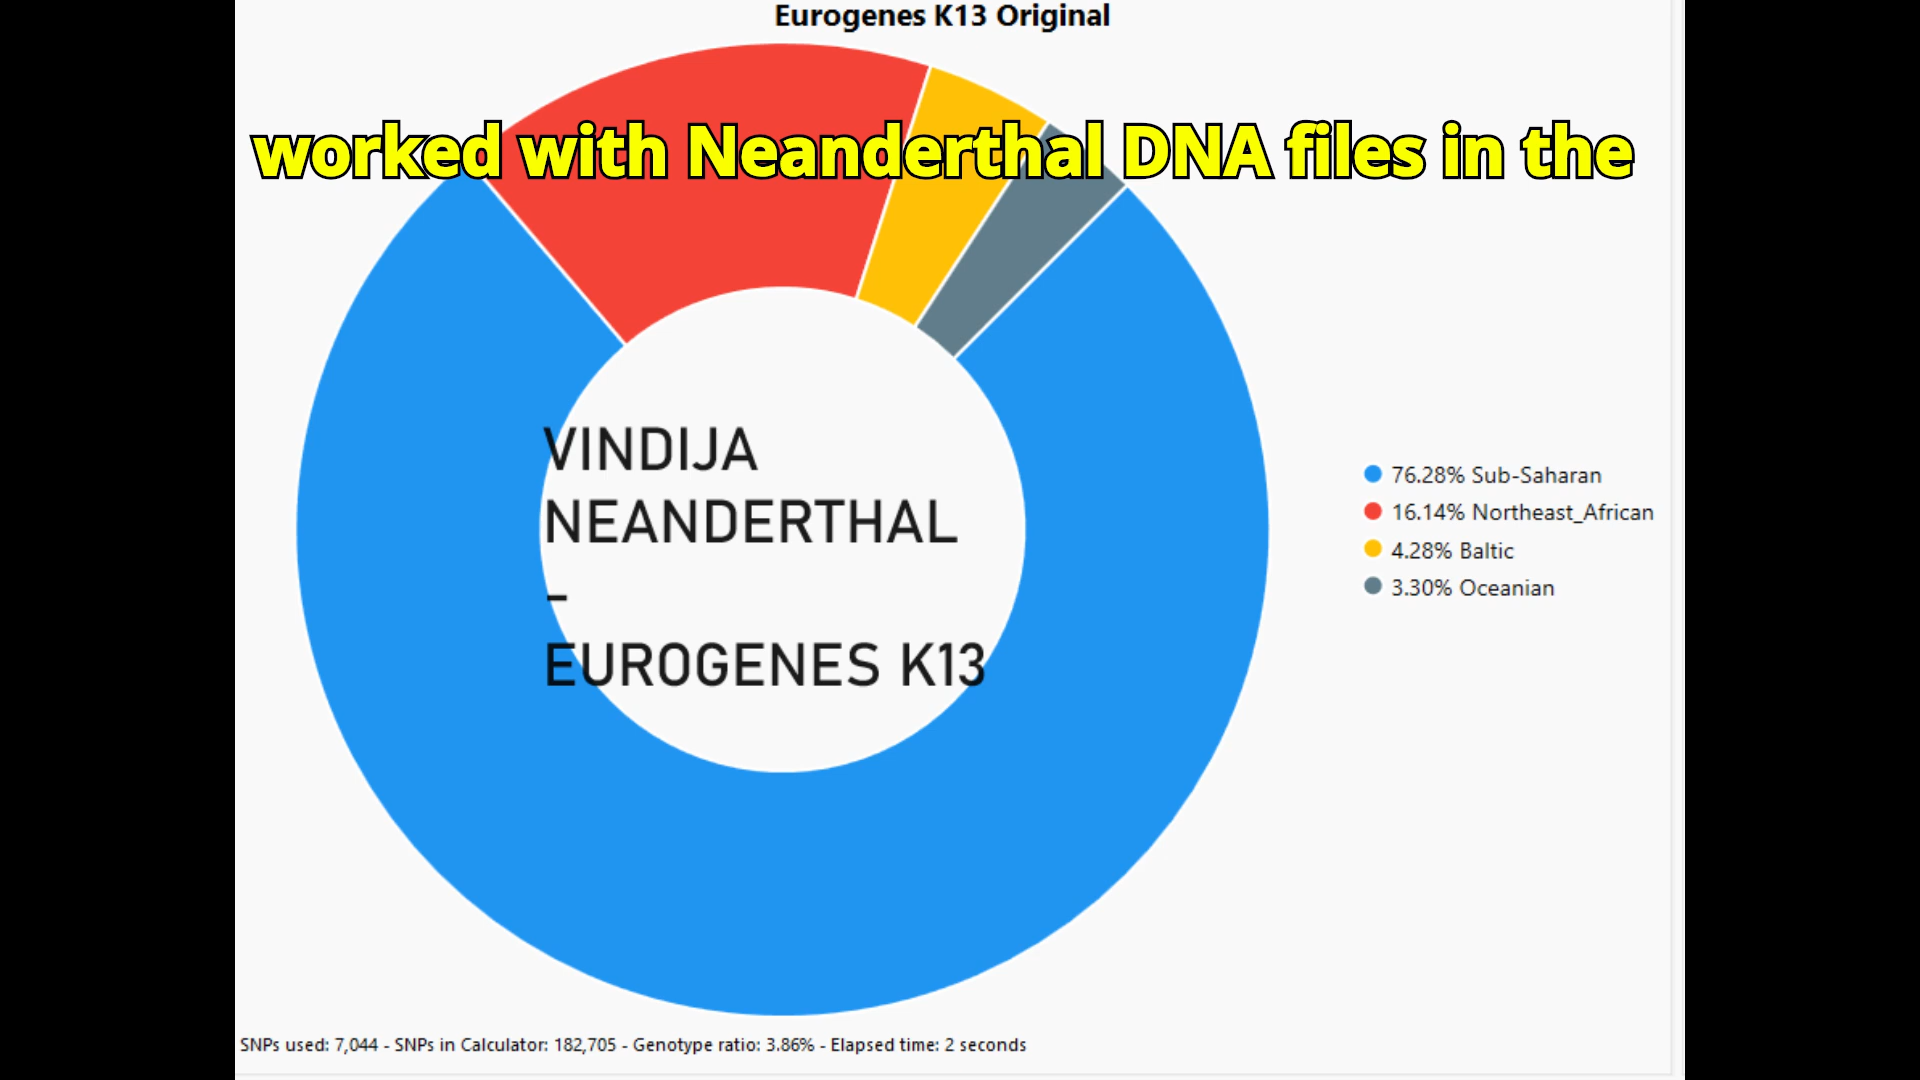 Eurogenes K13 Original
worked with Neanderthal DNA files in the
VINDIJA
NEANDERTHAL
-
EUROGENES K13
76.28% Sub-Saharan
16.14% Northeast_African
4.28% Baltic
3.30% Oceanian
SNPs used: 7,044 - SNPs in Calculator: 182,705 - Genotype ratio: 3.86% - Elapsed time: 2 seconds